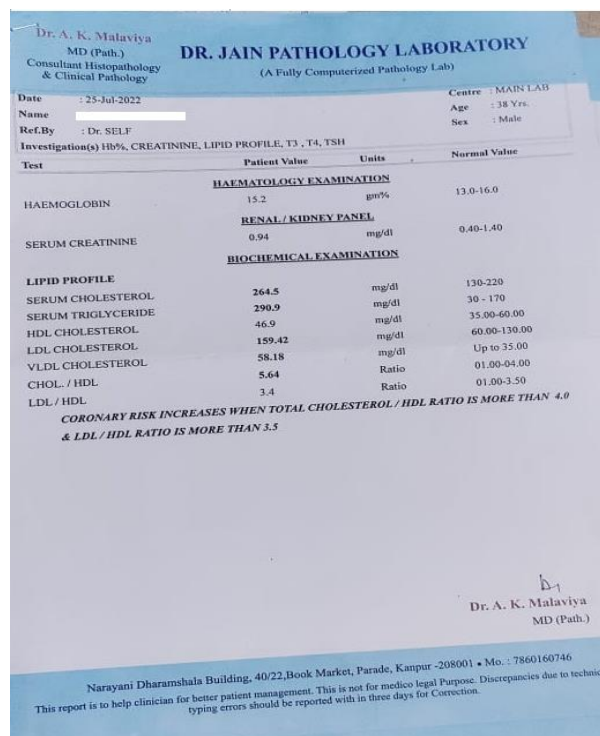 Dr. A. K. Malaviya
MD (Path.)
Consultant Histopathology
& Clinical Pathology
DR. JAIN PATHOLOGY LABORATORY
(A Fully Computerized Pathology Lab)
Date : 25-Jul-2022 Centre : MAIN LAB
Name Age : 38 Yrs.
Ref.By : Dr. SELF Sex : Male
Investigation(s) Hb%, CREATININE, LIPID PROFILE, T3 , T4, TSH
Test Patient Value Units Normal Value
HAEMATOLOGY EXAMINATION
HAEMOGLOBIN 15.2 gm% 13.0-16.0
RENAL / KIDNEY PANEL
SERUM CREATININE 0.94 mg/dl 0.40-1.40
BIOCHEMICAL EXAMINATION
LIPID PROFILE
SERUM CHOLESTEROL 264.5 mg/dl 130-220
SERUM TRIGLYCERIDE 290.9 mg/dl 30 - 170
HDL CHOLESTEROL 46.9 mg/dl 35.00-60.00
LDL CHOLESTEROL 159.42 mg/dl 60.00-130.00
VLDL CHOLESTEROL 58.18 mg/dl Up to 35.00
CHOL. / HDL 5.64 Ratio 01.00-04.00
LDL / HDL 3.4 Ratio 01.00-3.50
CORONARY RISK INCREASES WHEN TOTAL CHOLESTEROL / HDL RATIO IS MORE THAN 4.0
& LDL / HDL RATIO IS MORE THAN 3.5
Dr. A. K. Malaviya
MD (Path.)
Narayani Dharamshala Building, 40/22,Book Market, Parade, Kanpur -208001 • Mo. : 7860160746
This report is to help clinician for better patient management. This is not for medico legal Purpose. Discrepancies due to technic
typing errors should be reported with in three days for Correction.